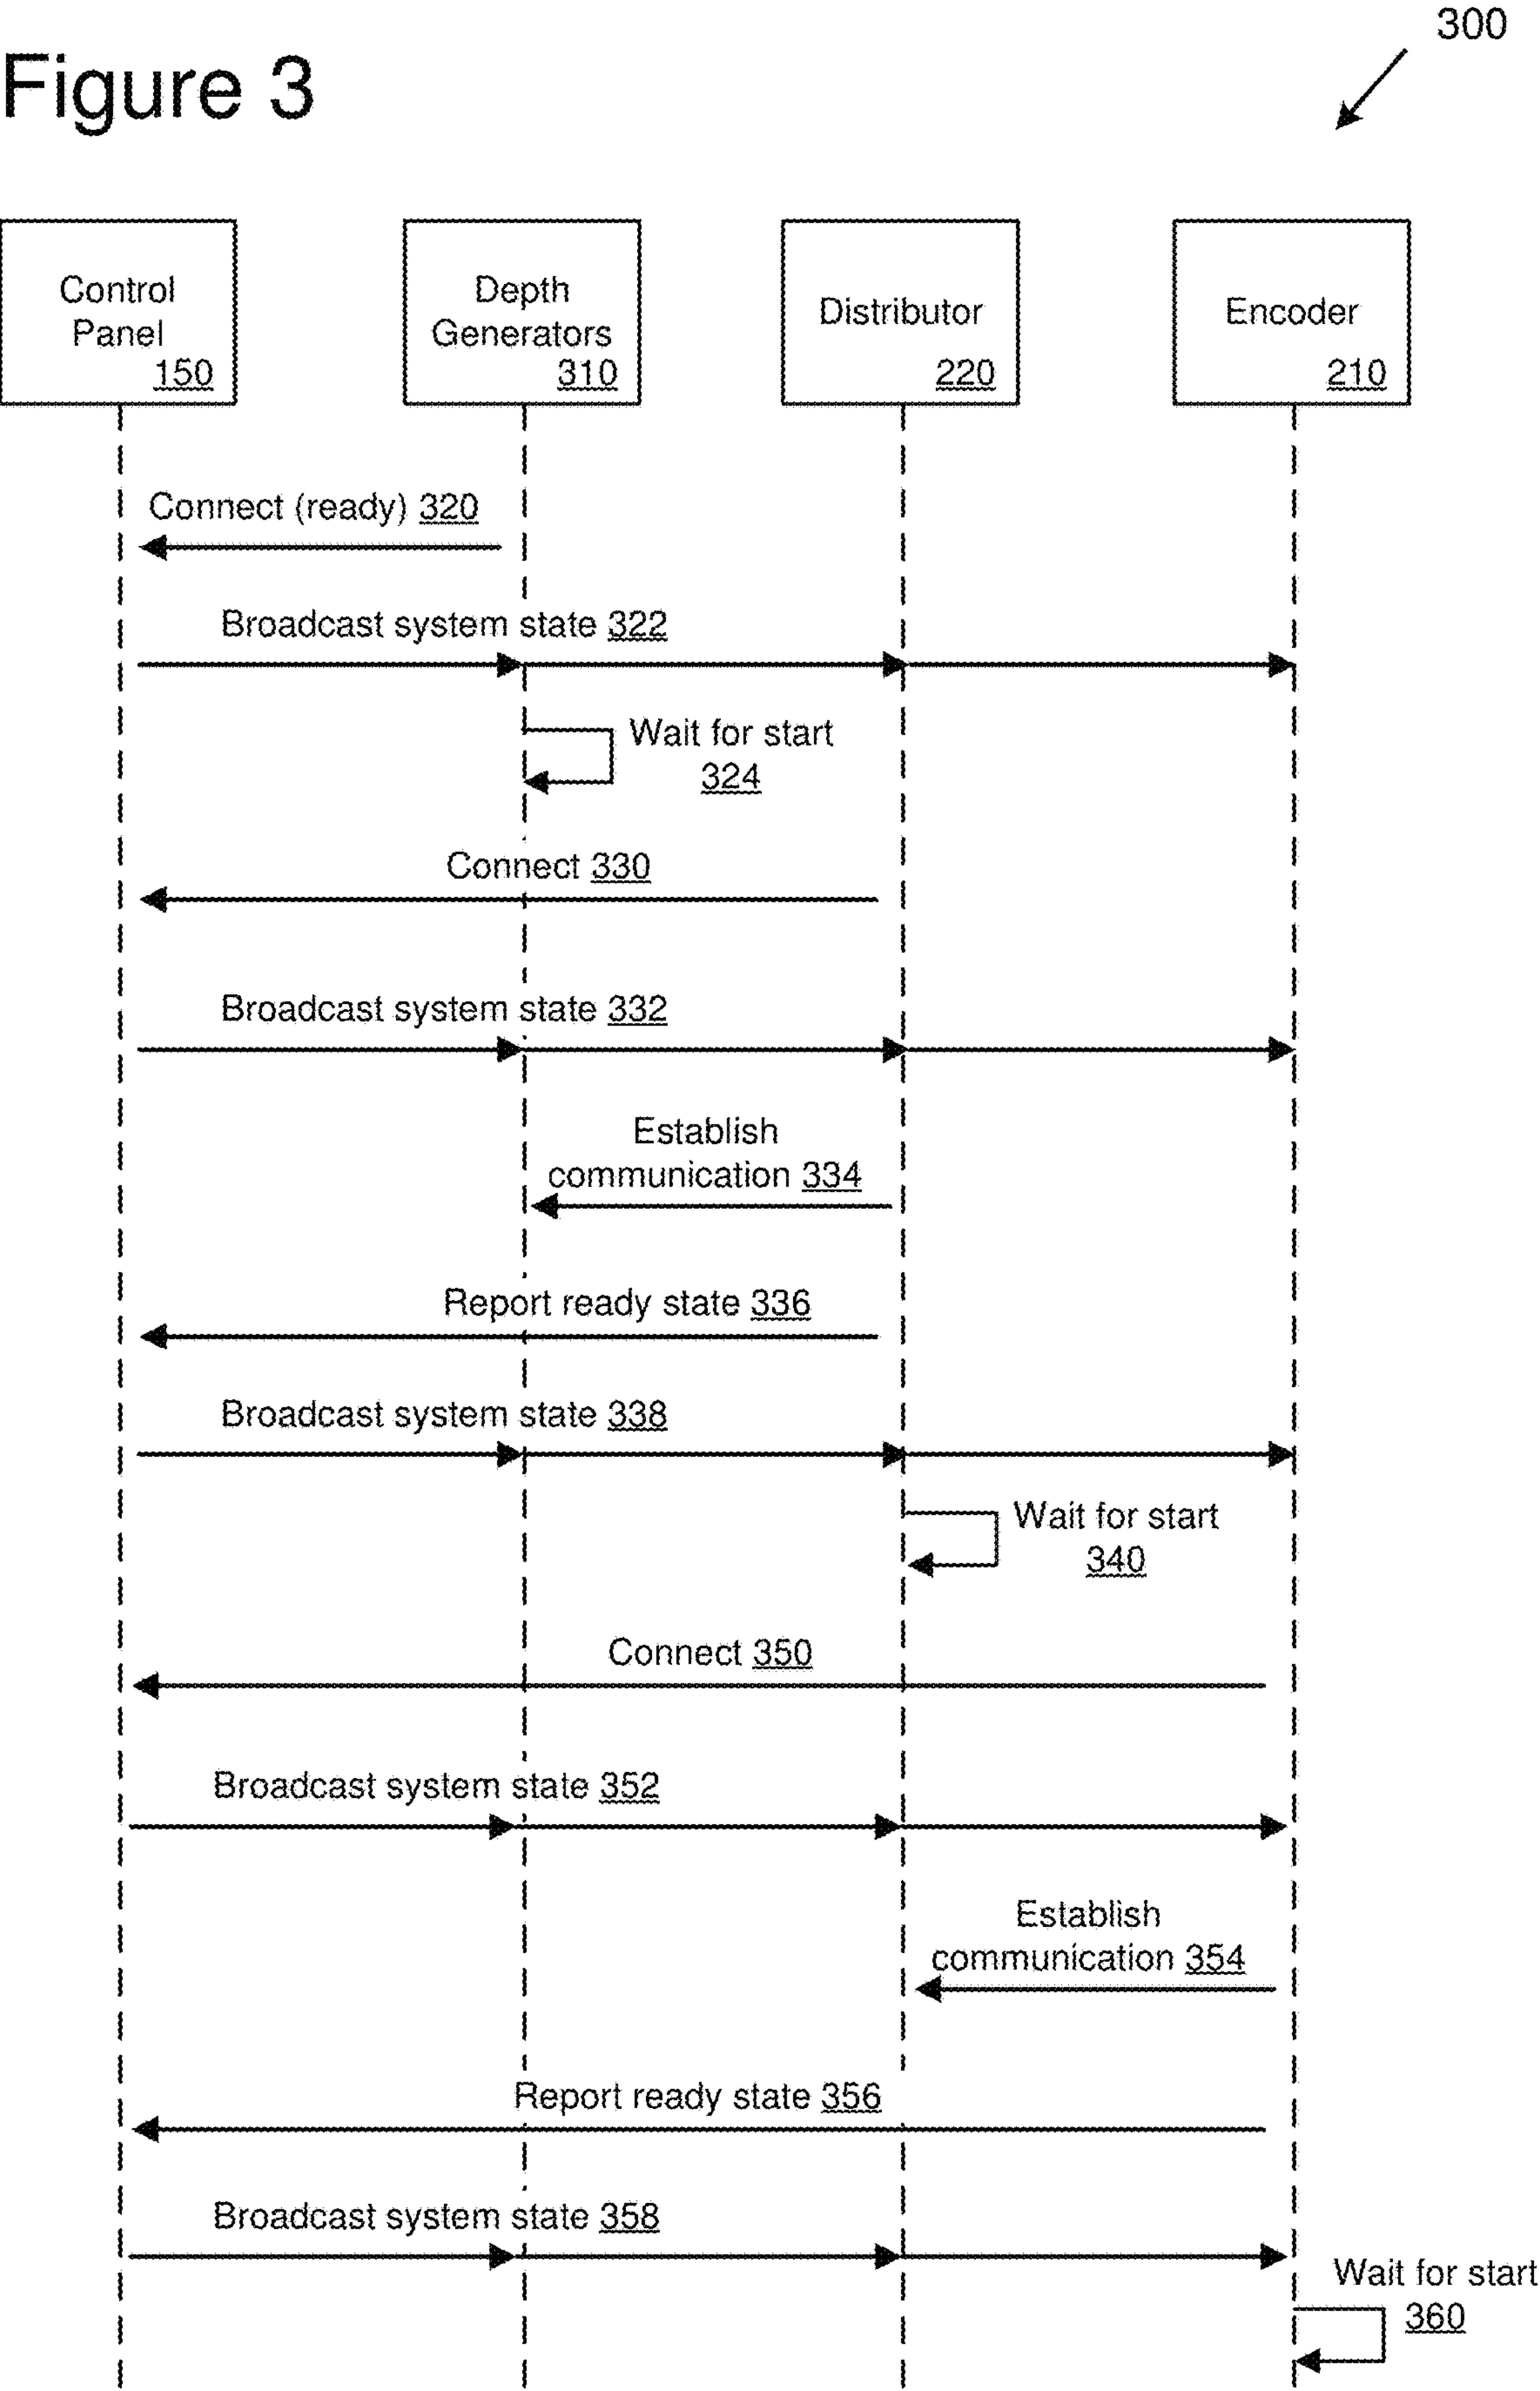 300
Figure 3
Control
Panel
150
Depth
Generators
310
Distributor
220
Encoder
210
Connect (ready) 320
Broadcast system state 322
Wait for start
324
Connect 330
Broadcast system state 332
Establish
communication 334
Report ready state 336
Broadcast system state 338
Wait for start
340
Connect 350
Broadcast system state 352
Establish
communication 354
Report ready state 356
Broadcast system state 358
Wait for start
360